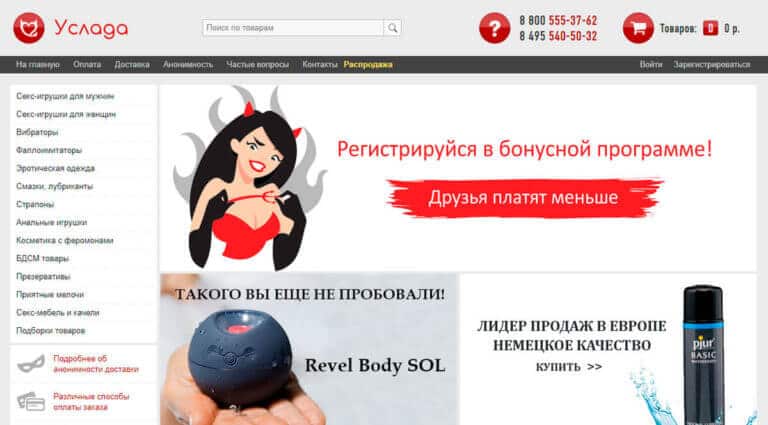 Услада
Поиск по товарам
8 800 555-37-62
8 495 540-50-32
Товаров: 0 0 р.
На главную Оплата Доставка Анонимность Частые вопросы Контакты Распродажа Войти Зарегистрироваться
Секс-игрушки для мужчин
Секс-игрушки для женщин
Вибраторы
Фаллоимитаторы
Эротическая одежда
Смазки, лубриканты
Страпоны
Анальные игрушки
Косметика с феромонами
БДСМ товары
Презервативы
Приятные мелочи
Секс-мебель и качели
Подборки товаров
Подробнее об
анонимности доставки
Различные способы
оплаты заказа
Регистрируйся в бонусной программе!
Друзья платят меньше
ТАКОГО ВЫ ЕЩЕ НЕ ПРОБОВАЛИ!
Revel Body SOL
ЛИДЕР ПРОДАЖ В ЕВРОПЕ
НЕМЕЦКОЕ КАЧЕСТВО
КУПИТЬ >>
pjur
BASIC